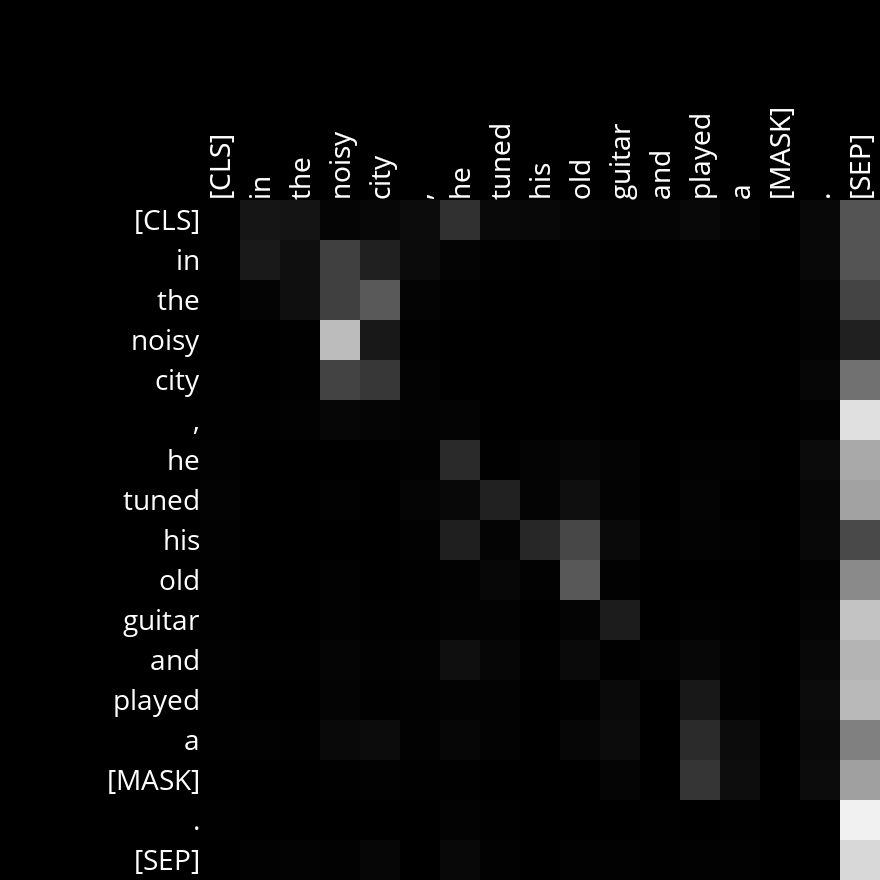 [CLS] in the noisy city , he tuned his old guitar and played a [MASK] . [SEP]
[CLS]
in
the
noisy
city
,
he
tuned
his
old
guitar
and
played
a
[MASK]
.
[SEP]